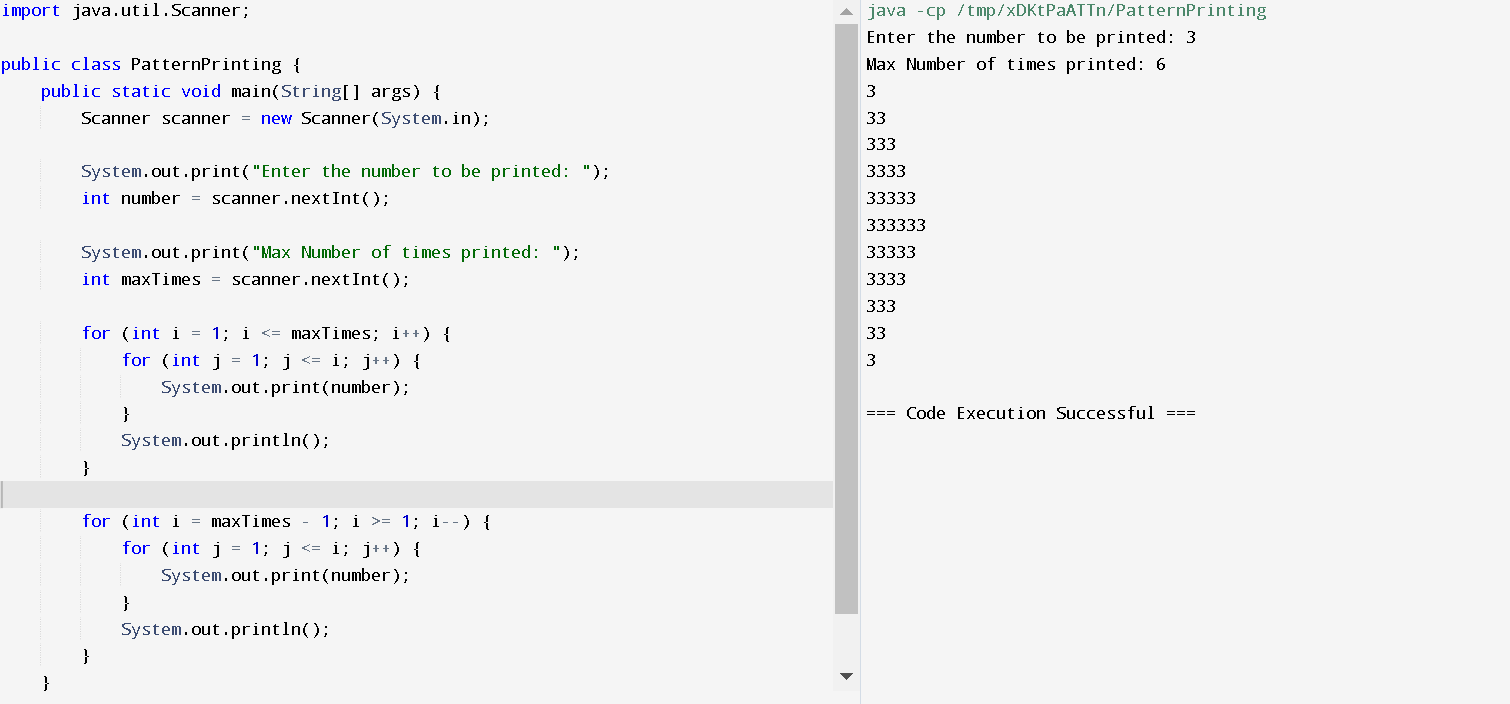 import java.util.Scanner;
public class PatternPrinting {
    public static void main(String[] args) {
        Scanner scanner = new Scanner(System.in);
        System.out.print("Enter the number to be printed: ");
        int number = scanner.nextInt();
        System.out.print("Max Number of times printed: ");
        int maxTimes = scanner.nextInt();
        for (int i = 1; i <= maxTimes; i++) {
            for (int j = 1; j <= i; j++) {
                System.out.print(number);
            }
            System.out.println();
        }
        for (int i = maxTimes - 1; i >= 1; i--) {
            for (int j = 1; j <= i; j++) {
                System.out.print(number);
            }
            System.out.println();
        }
    }
java -cp /tmp/xDKtPaATTn/PatternPrinting
Enter the number to be printed: 3
Max Number of times printed: 6
3
33
333
3333
33333
333333
33333
3333
333
33
3
=== Code Execution Successful ===